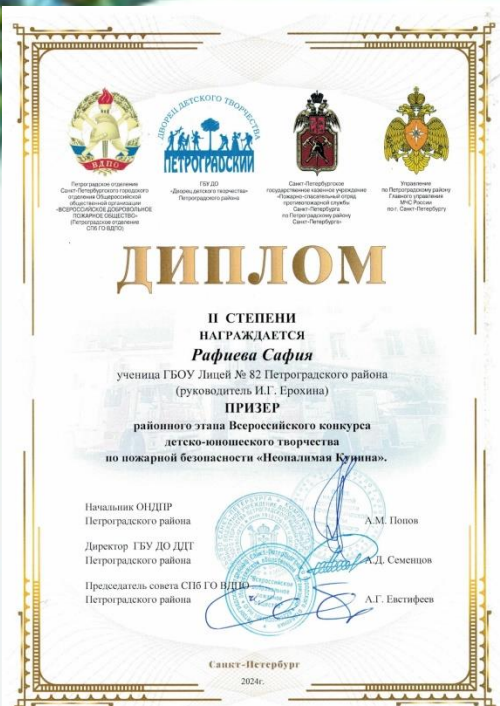 ВДПО
Петроградское отделение
Санкт-Петербургского городского
отделения Общероссийской
общественной организации
«ВСЕРОССИЙСКОЕ ДОБРОВОЛЬНОЕ
ПОЖАРНОЕ ОБЩЕСТВО»
(Петроградское отделение
СПб ГО ВДПО)
ДВОРЕЦ ДЕТСКОГО ТВОРЧЕСТВА
ПЕТРОГРАДСКИЙ
ГБУ ДО
«Дворец детского творчества»
Петроградского района
Санкт-Петербургское
государственное казенное учреждение
«Пожарно-спасательный отряд
противопожарной службы
Санкт-Петербурга
по Петроградскому району
Санкт-Петербурга»
Управление
по Петроградскому району
Главного управления
МЧС России
по г. Санкт-Петербургу
ДИПЛОМ
II СТЕПЕНИ
НАГРАЖДАЕТСЯ
Рафиева Сафия
ученица ГБОУ Лицей № 82 Петроградского района
(руководитель И.Г. Ерохина)
ПРИЗЕР
районного этапа Всероссийского конкурса
детско-юношеского творчества
по пожарной безопасности «Неопалимая Купина».
Начальник ОНДПР
Петроградского района А.М. Попов
Директор ГБУ ДО ДДТ
Петроградского района А.Д. Семенцов
Председатель совета СПб ГО ВДПО
Петроградского района А.Г. Евстифеев
Санкт-Петербург
2024г.